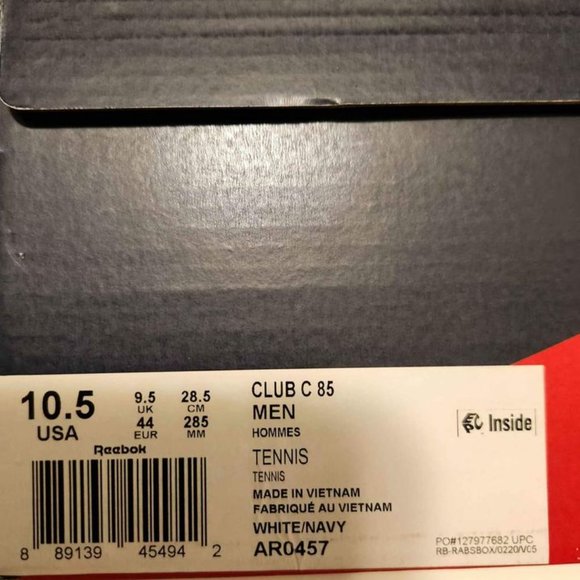 10.5
USA
9.5
UK
44
EUR
28.5
CM
285
MM
Reebok
8 89139 45494 2
CLUB C 85
MEN
HOMMES
TENNIS
TENNIS
MADE IN VIETNAM
FABRIQUÉ AU VIETNAM
WHITE/NAVY
AR0457
Inside
PO#127977682 UPC
RB-RABSBOX/0220/V05